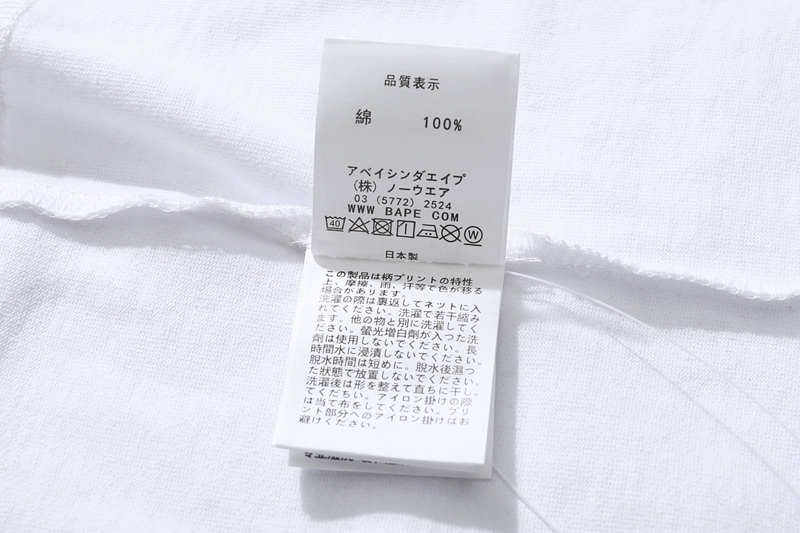 品質表示
綿 100%
アベイシンダエイプ
(株) ノーウエア
03 (5772) 2524
WWW BAPE COM
40 W
日本製
この製品は柄プリントの特性
上、摩擦、雨、汗等で色が移る
場合があります。
洗濯の際は裏返してネットに入
れてください。洗濯で若干縮み
ます。他の物と別に洗濯してく
ださい。螢光増白剤が入った洗
剤は使用しないでください。長
時間水に浸漬しないでください。
脱水時間は短めに。脱水後濕つ
た狀態で放置しないでください。
洗濯後は形を整えて直ちに干し。
てくだちい。アイロン掛けの際
は当て布をしてください。プリ
ント部分へのアイロン掛けはお
避けください。